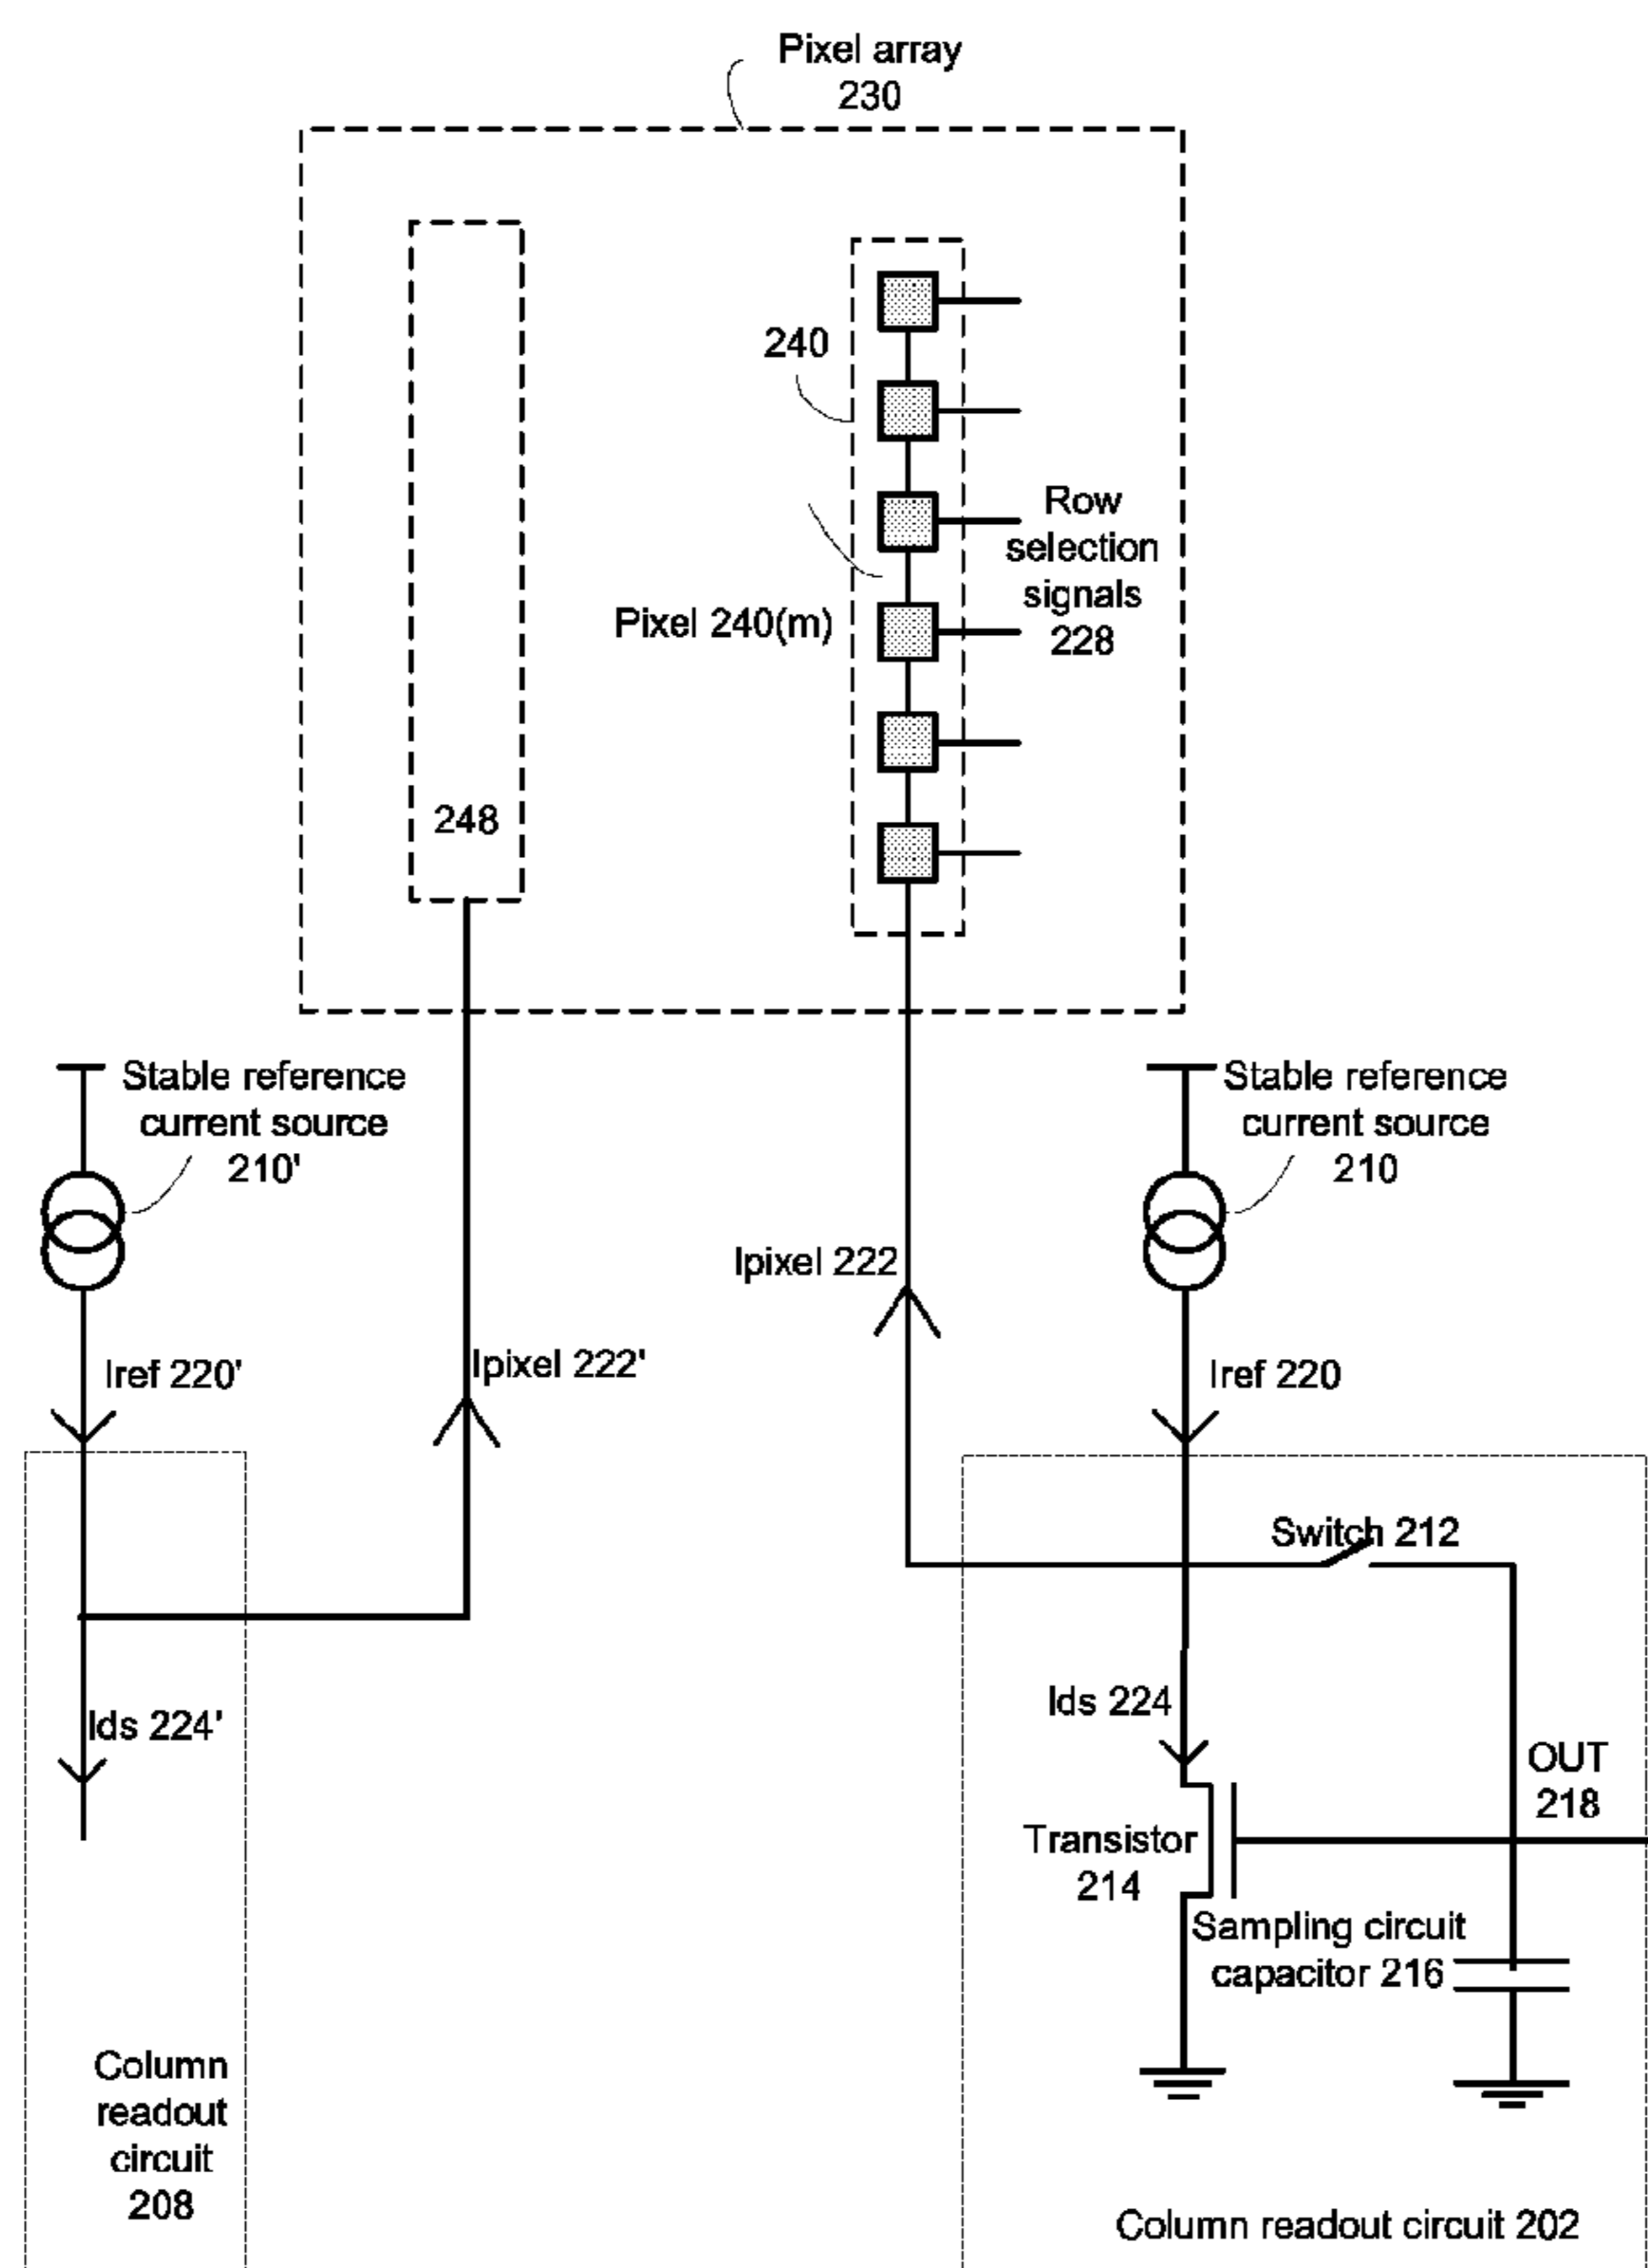 Pixel array
230
240
Row
selection
signals
228
Pixel 240(m)
248
Stable reference
current source
210'
Stable reference
current source
210
Ipixel 222
Iref 220'
Ipixel 222'
Iref 220
Switch 212
Ids 224
Ids 224'
OUT
218
Transistor
214
Sampling circuit
capacitor 216
Column
readout
circuit
208
Column readout circuit 202